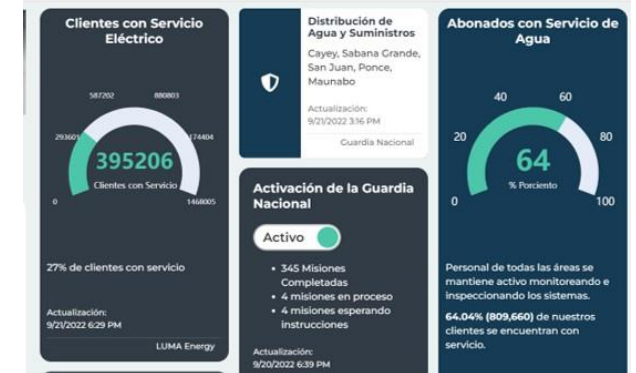 Clientes con Servicio
Eléctrico
587202
880803
293601
174404
395206
Clientes con Servicio
0
1468005
27% de clientes con servicio
Actualización:
9/21/2022 6:29 PM
LUMA Energy
Distribución de
Agua y Suministros
Cayey, Sabana Grande,
San Juan, Ponce,
Maunabo
Actualización:
9/21/2022 3:16 PM
Guardia Nacional
Activación de la Guardia
Nacional
Activo
• 345 Misiones
Completadas
• 4 misiones en proceso
• 4 misiones esperando
instrucciones
Actualización:
9/20/2022 6:39 PM
Abonados con Servicio de
Agua
40
60
20
80
64
% Porciento
0
100
Personal de todas las áreas se
mantiene activo monitoreando e
inspeccionando los sistemas.
64.04% (809,660) de nuestros
clientes se encuentran con
servicio.